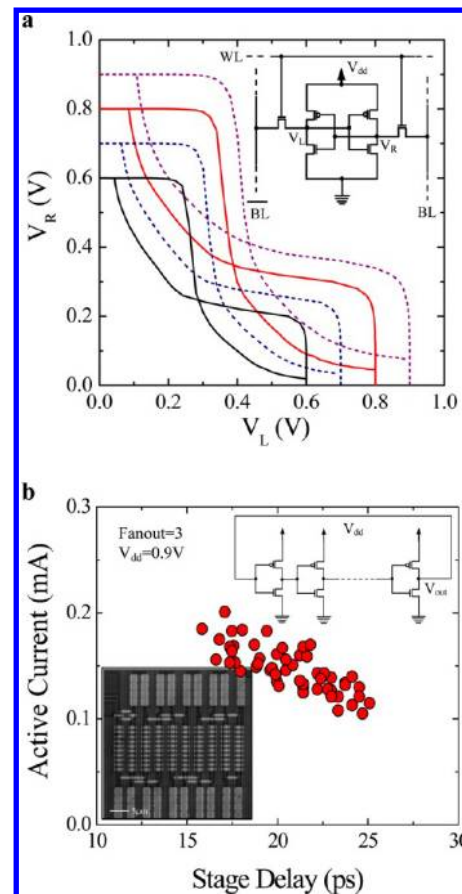 a
V_R (V)
1.0
0.8
0.6
0.4
0.2
0.0
0.0 0.2 0.4 0.6 0.8 1.0
V_L (V)
WL
V_dd
V_L
V_R
BL
BL
b
Active Current (mA)
0.3
0.2
0.1
0.0
10 15 20 25 30
Stage Delay (ps)
Fanout=3
V_dd=0.9V
V_dd
V_out